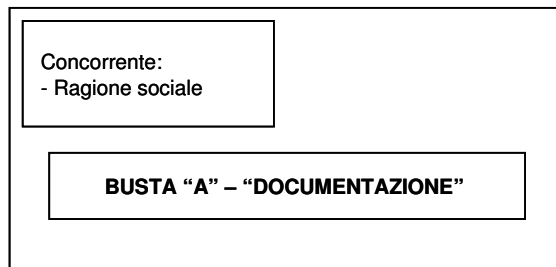 Concorrente:
- Ragione sociale
BUSTA “A” – “DOCUMENTAZIONE”